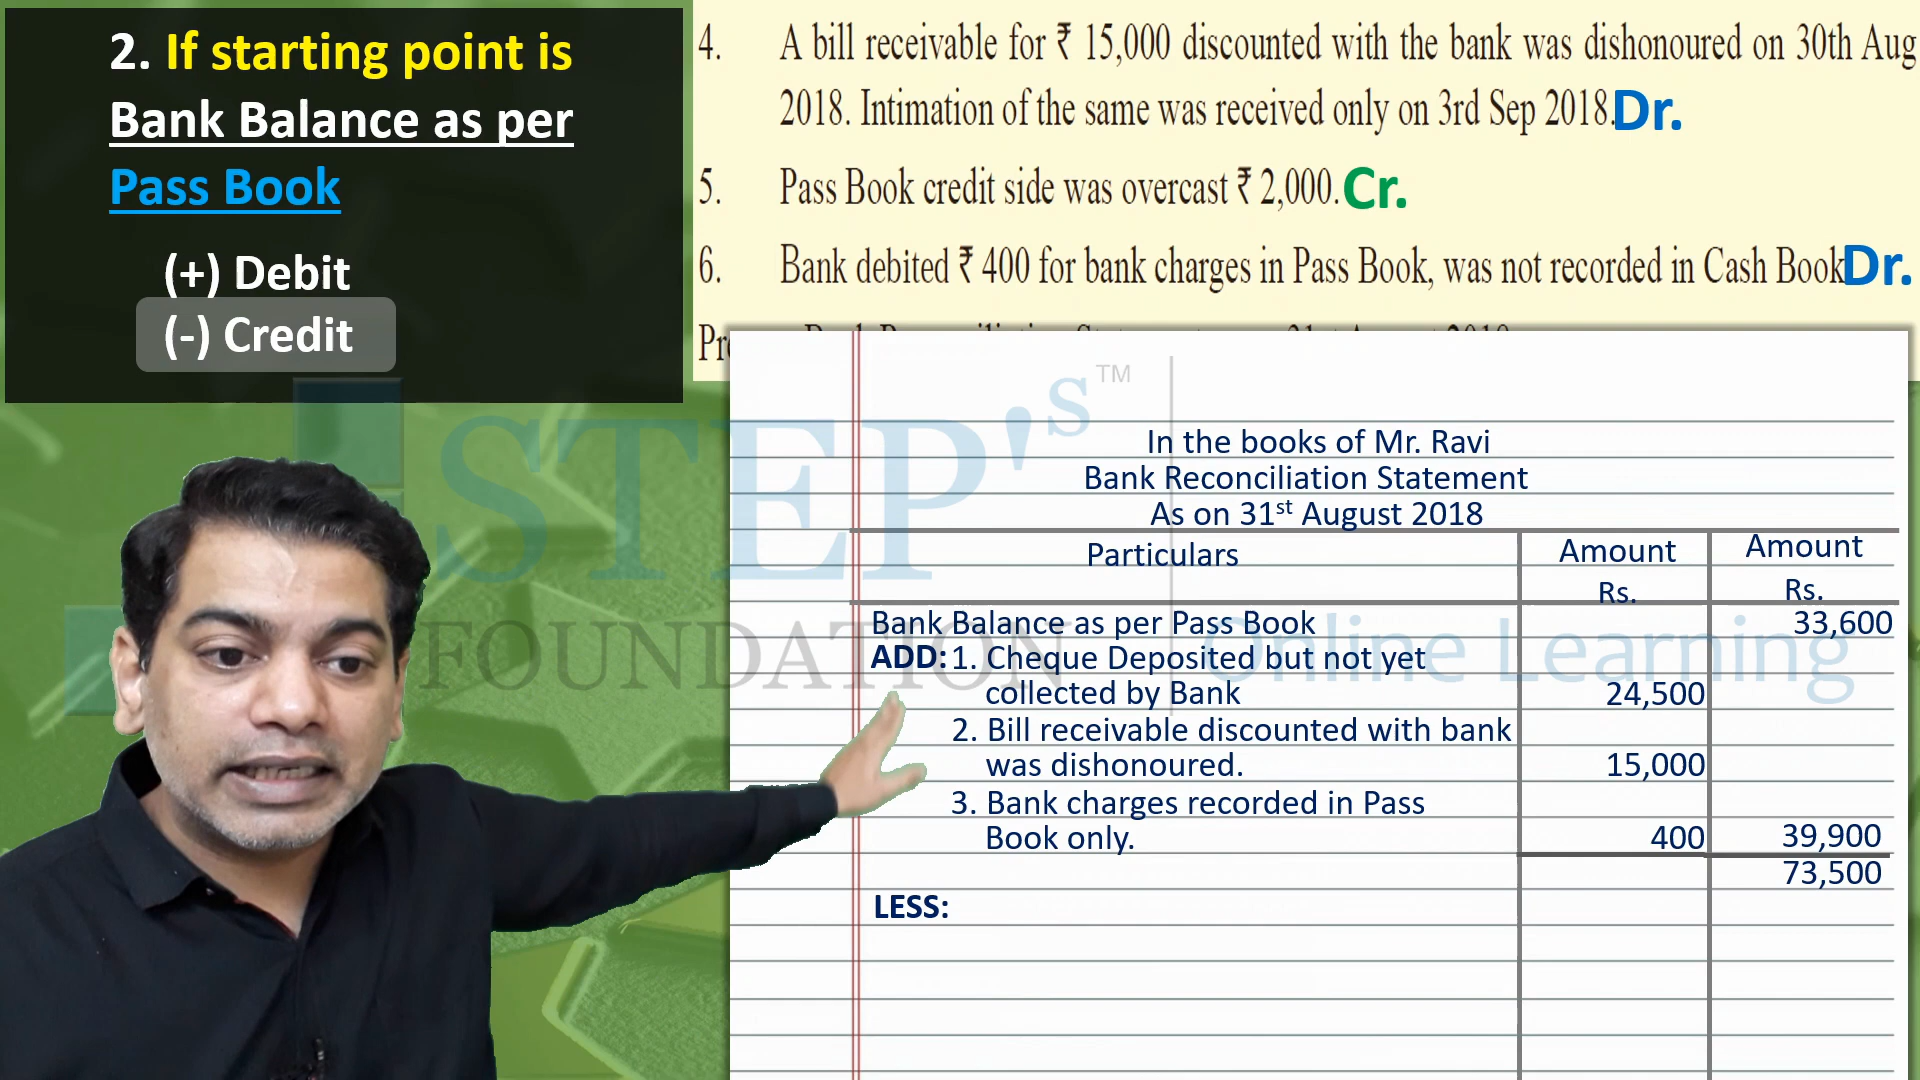 2. If starting point is
Bank Balance as per
Pass Book
(+) Debit
(-) Credit
4. A bill receivable for ₹ 15,000 discounted with the bank was dishonoured on 30th Aug
2018. Intimation of the same was received only on 3rd Sep 2018. Dr.
5. Pass Book credit side was overcast ₹ 2,000. Cr.
6. Bank debited ₹ 400 for bank charges in Pass Book, was not recorded in Cash Book Dr.
STEP's TM
FOUNDATION Online Learning
In the books of Mr. Ravi
Bank Reconciliation Statement
As on 31st August 2018
Particulars Amount Rs. Amount Rs.
Bank Balance as per Pass Book 33,600
ADD: 1. Cheque Deposited but not yet
collected by Bank 24,500
2. Bill receivable discounted with bank
was dishonoured. 15,000
3. Bank charges recorded in Pass
Book only. 400 39,900
73,500
LESS: